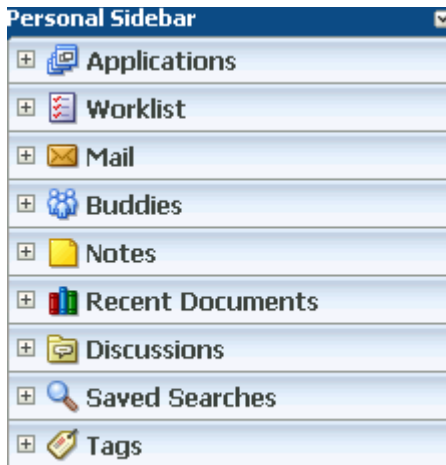 Personal Sidebar
Applications
Worklist
Mail
Buddies
Notes
Recent Documents
Discussions
Saved Searches
Tags